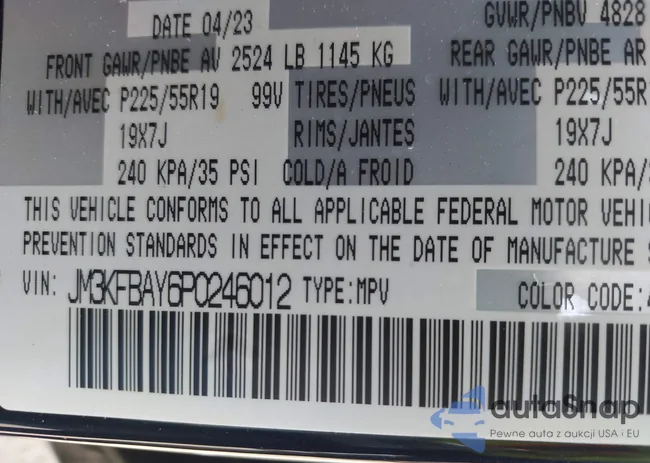 DATE 04/23
GVWR/PNBV 4828
FRONT GAWR/PNBE AV 2524 LB 1145 KG
REAR GAWR/PNBE AR
WITH/AVEC P225/55R19 99V TIRES/PNEUS
WITH/AVEC P225/55R
19X7J RIMS/JANTES
19X7J
240 KPA/35 PSI COLD/A FROID
240 KPA/
THIS VEHICLE CONFORMS TO ALL APPLICABLE FEDERAL MOTOR VEHIC
PREVENTION STANDARDS IN EFFECT ON THE DATE OF MANUFACTURE
VIN: JM3KFBAY6P0246012 TYPE:MPV
COLOR CODE:
autoSnap
Pewne auta z aukcji USA i EU